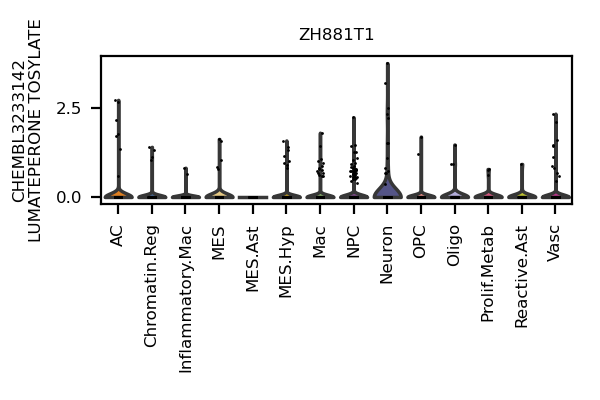 ZH881T1
CHEMBL3233142
LUMATEPERONE TOSYLATE
2.5
0.0
AC
Chromatin.Reg
Inflammatory.Mac
MES
MES.Ast
MES.Hyp
Mac
NPC
Neuron
OPC
Oligo
Prolif.Metab
Reactive.Ast
Vasc